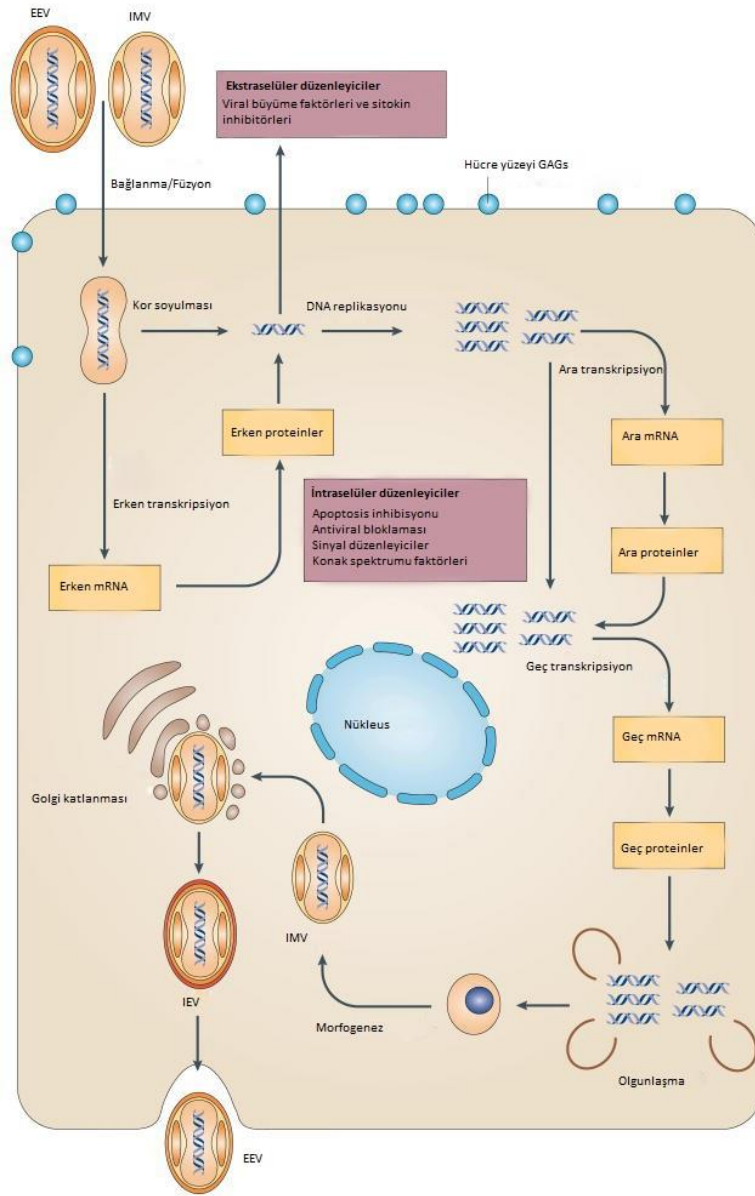 EEV
IMV
Ekstraselüler düzenleyiciler
Viral büyüme faktörleri ve sitokin
inhibitörleri
Hücre yüzeyi GAGs
Bağlanma/Füzyon
Kor soyulması
DNA replikasyonu
Ara transkripsiyon
Erken proteinler
Ara mRNA
Erken transkripsiyon
İntraselüler düzenleyiciler
Apoptosis inhibisyonu
Antiviral bloklaması
Sinyal düzenleyiciler
Konak spektrumu faktörleri
Ara proteinler
Erken mRNA
Geç transkripsiyon
Nükleus
Geç mRNA
Golgi katlanması
Geç proteinler
IMV
IEV
Morfogenez
Olgunlaşma
EEV